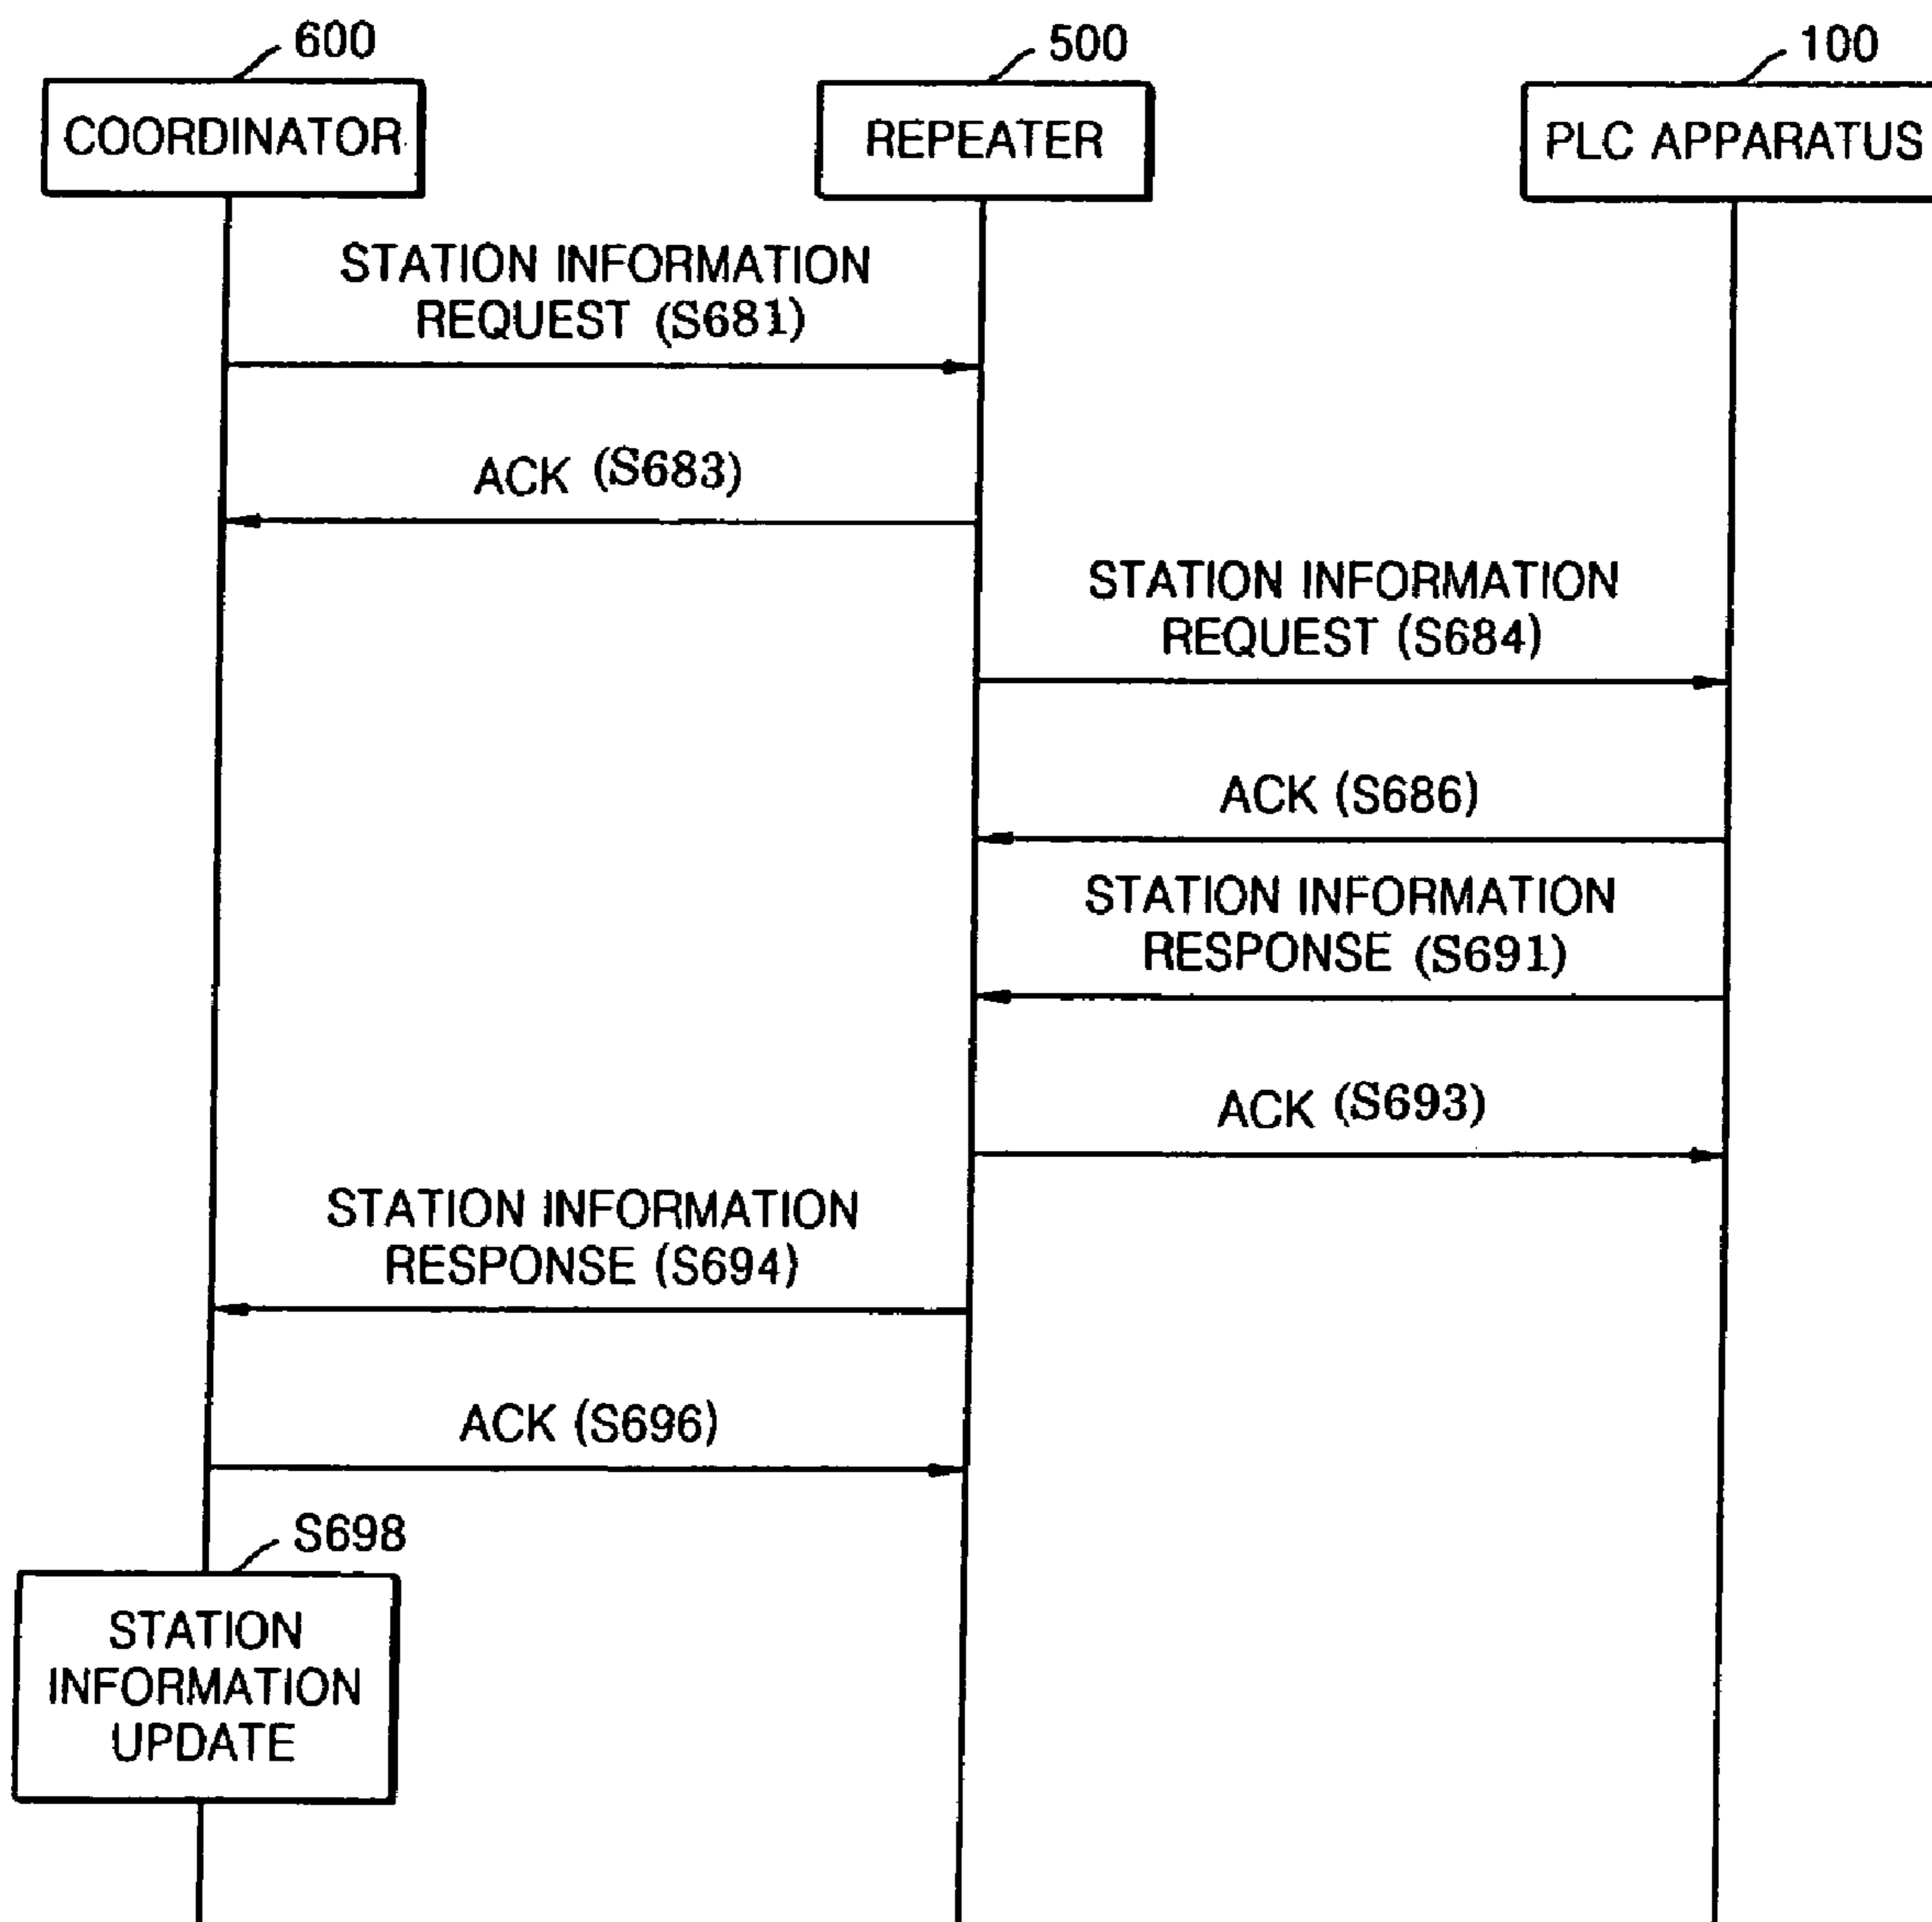 600
500
100
COORDINATOR
REPEATER
PLC APPARATUS
STATION INFORMATION
REQUEST (S681)
ACK (S683)
STATION INFORMATION
REQUEST (S684)
ACK (S686)
STATION INFORMATION
RESPONSE (S691)
ACK (S693)
STATION INFORMATION
RESPONSE (S694)
ACK (S696)
S698
STATION
INFORMATION
UPDATE